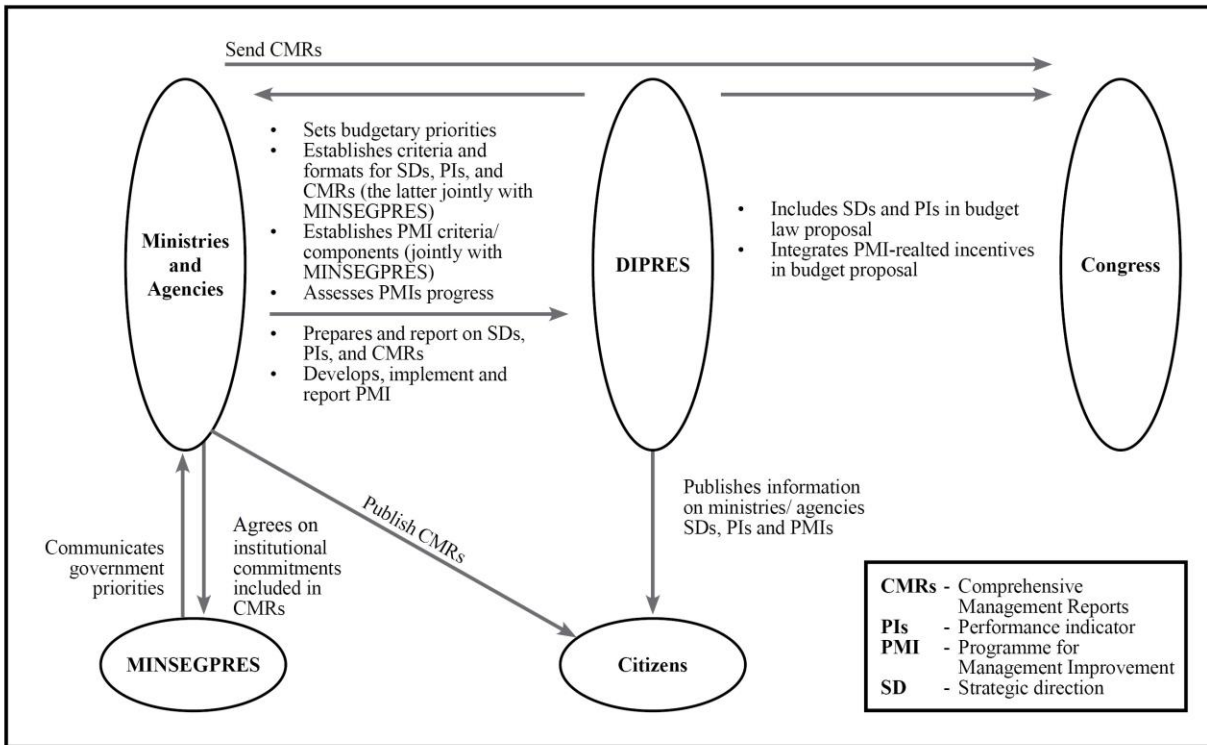 Send CMRs
Ministries
and
Agencies
• Sets budgetary priorities
• Establishes criteria and
formats for SDs, PIs, and
CMRs (the latter jointly with
MINSEGPRES)
• Establishes PMI criteria/
components (jointly with
MINSEGPRES)
• Assesses PMIs progress
• Prepares and report on SDs,
PIs, and CMRs
• Develops, implement and
report PMI
DIPRES
• Includes SDs and PIs in budget
law proposal
• Integrates PMI-realted incentives
in budget proposal
Congress
Communicates
government
priorities
Agrees on
institutional
commitments
included in
CMRs
Publish CMRs
Publishes information
on ministries/ agencies
SDs, PIs and PMIs
MINSEGPRES
Citizens
CMRs - Comprehensive
Management Reports
PIs - Performance indicator
PMI - Programme for
Management Improvement
SD - Strategic direction